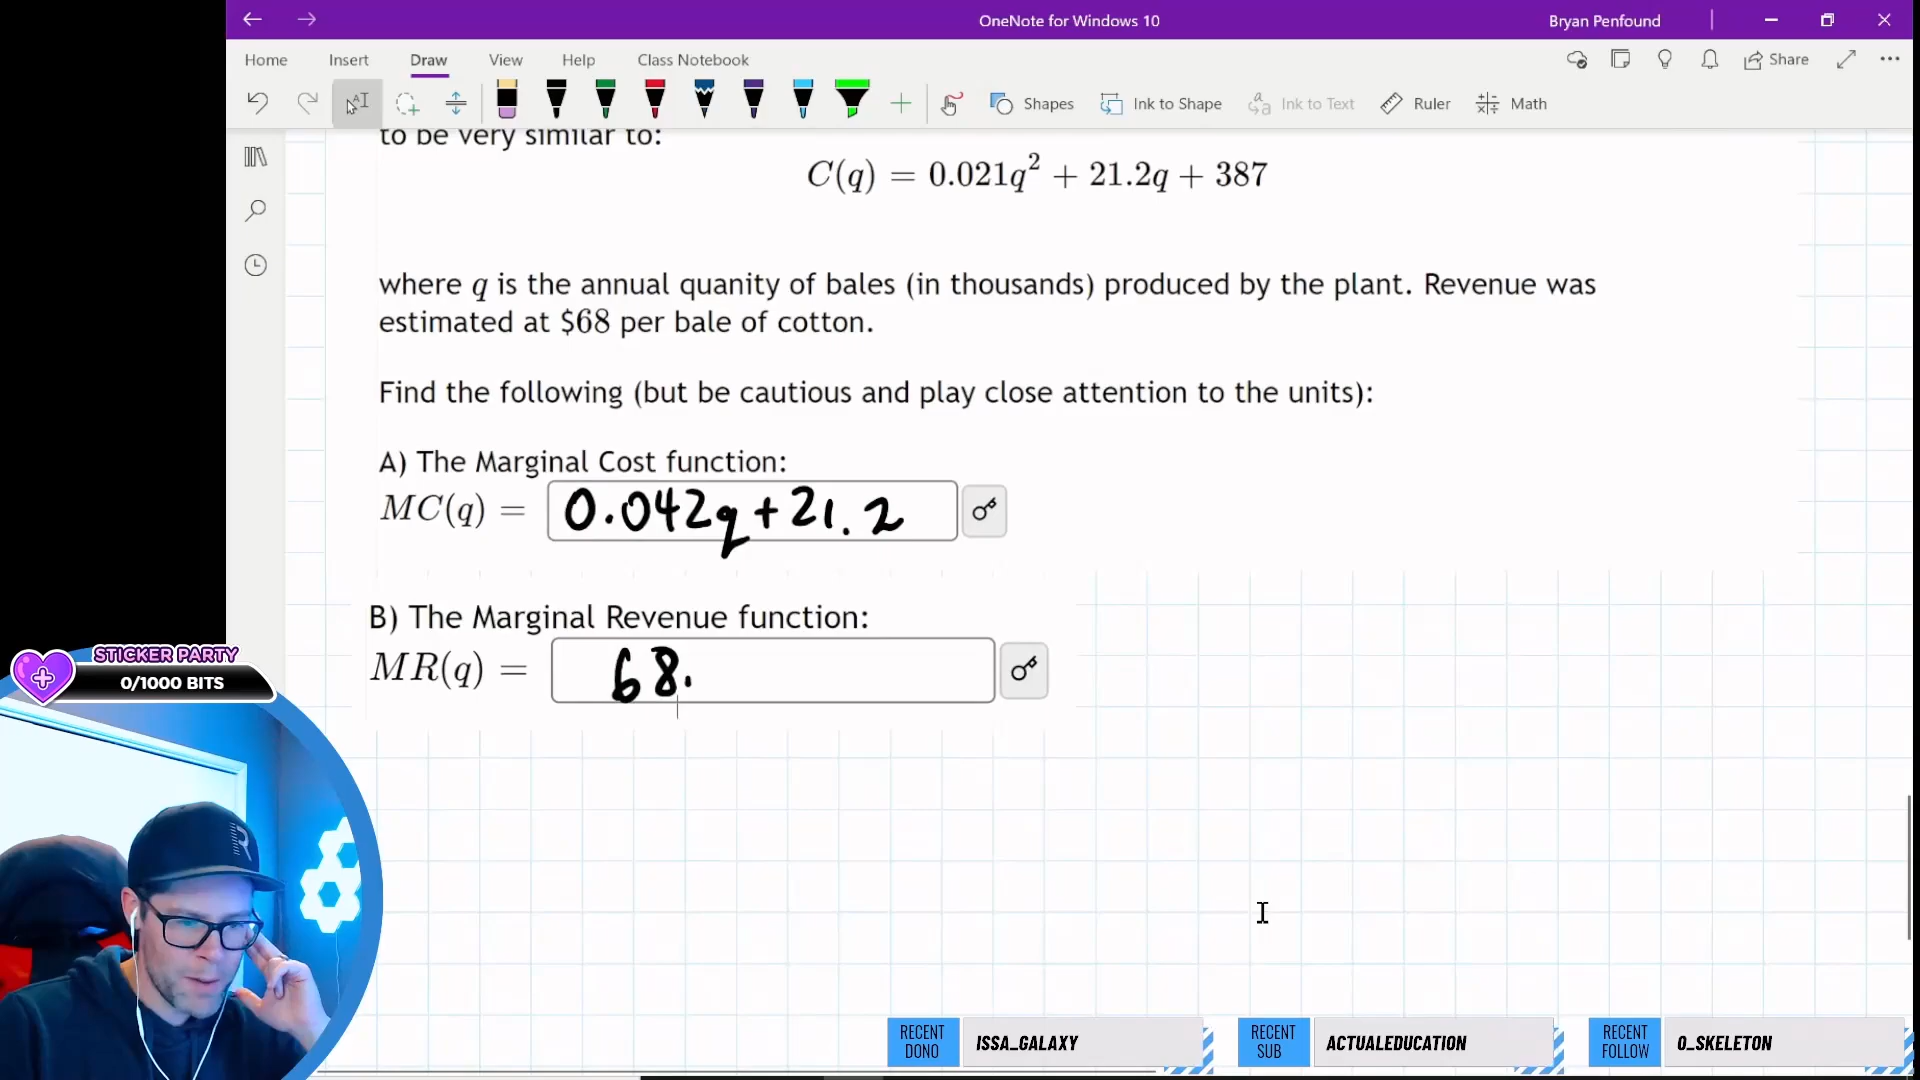 OneNote for Windows 10
Bryan Penfound
Home Insert Draw View Help Class Notebook
Share
Shapes Ink to Shape Ink to Text Ruler Math
to be very similar to:
C(q) = 0.021q² + 21.2q + 387
where q is the annual quanity of bales (in thousands) produced by the plant. Revenue was
estimated at $68 per bale of cotton.
Find the following (but be cautious and play close attention to the units):
A) The Marginal Cost function:
MC(q) = 0.042q + 21.2
B) The Marginal Revenue function:
MR(q) = 68.
STICKER PARTY
0/1000 BITS
RECENT DONO ISSA_GALAXY
RECENT SUB ACTUALEDUCATION
RECENT FOLLOW O_SKELETON